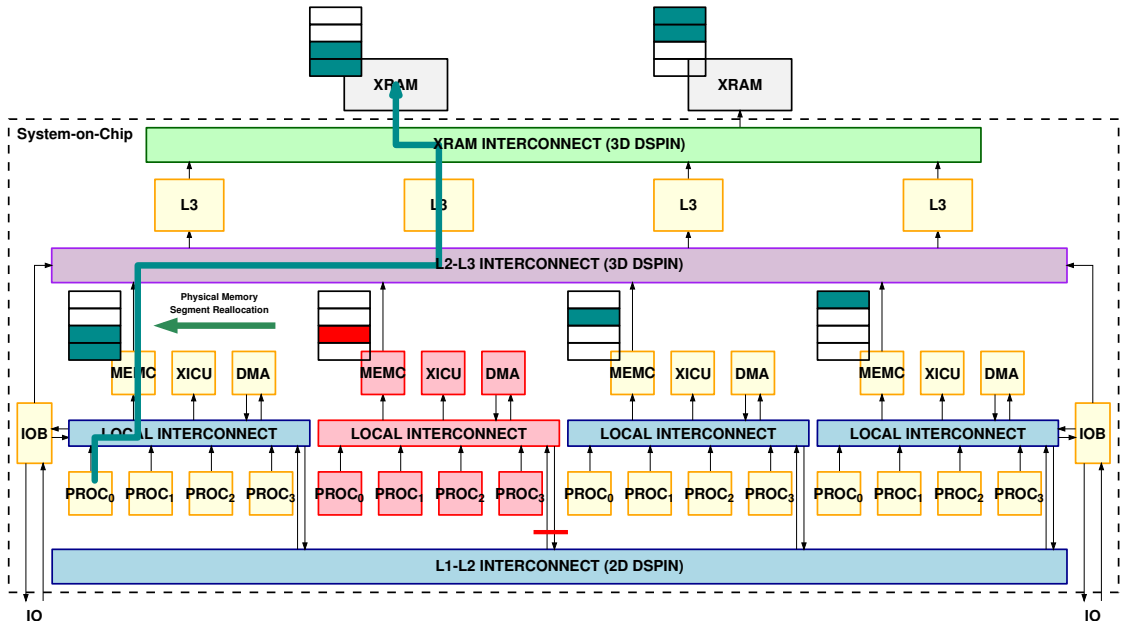 XRAM
XRAM
System-on-Chip
XRAM INTERCONNECT (3D DSPIN)
L3
L3
L3
L3
L2-L3 INTERCONNECT (3D DSPIN)
Physical Memory
Segment Reallocation
MEMC
XICU
DMA
MEMC
XICU
DMA
MEMC
XICU
DMA
MEMC
XICU
DMA
IOB
LOCAL INTERCONNECT
LOCAL INTERCONNECT
LOCAL INTERCONNECT
LOCAL INTERCONNECT
IOB
PROC₀
PROC₁
PROC₂
PROC₃
PROC₀
PROC₁
PROC₂
PROC₃
PROC₀
PROC₁
PROC₂
PROC₃
PROC₀
PROC₁
PROC₂
PROC₃
L1-L2 INTERCONNECT (2D DSPIN)
IO
IO